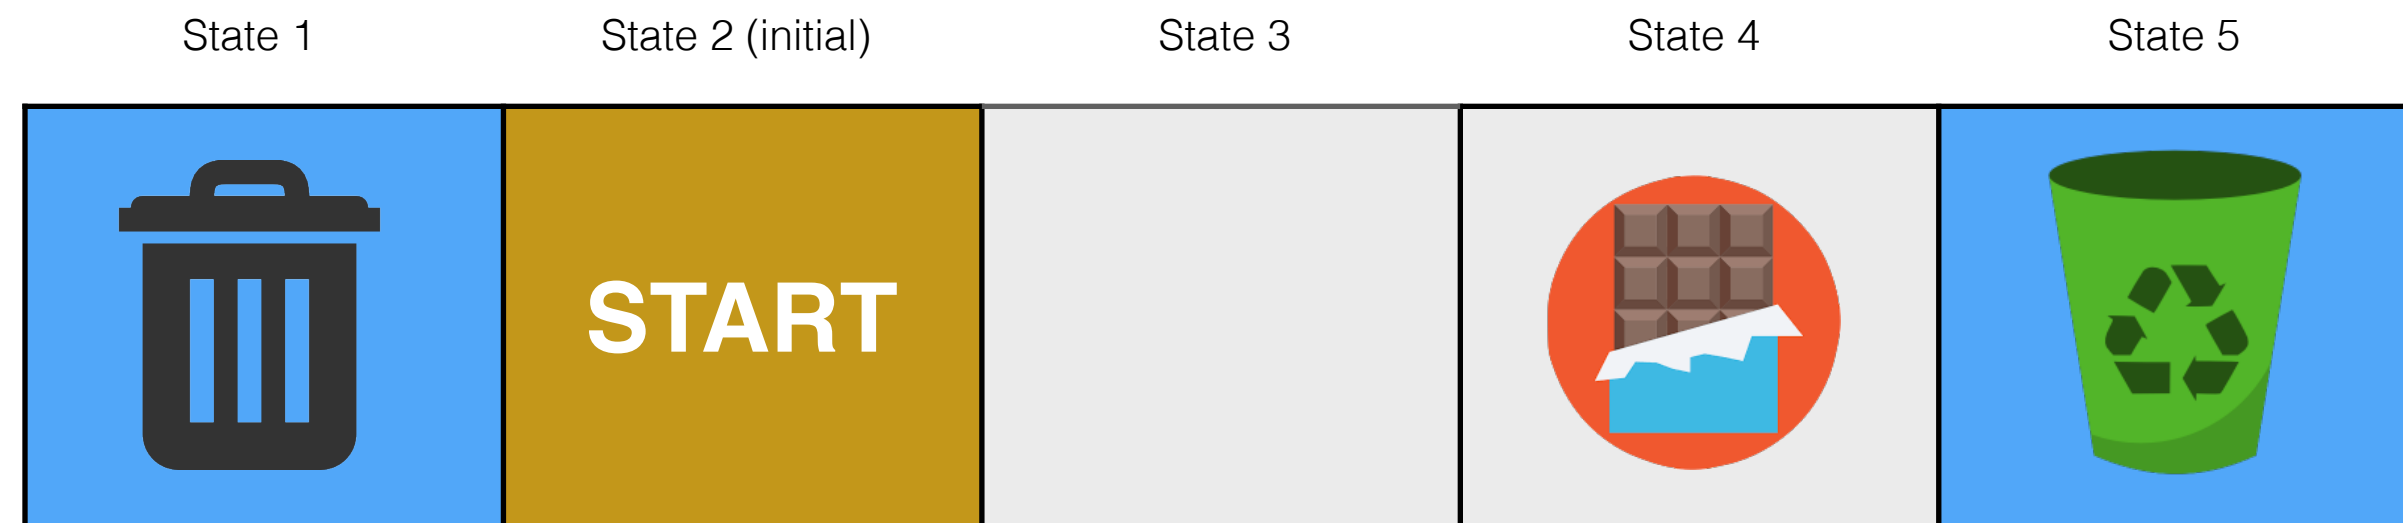 State 1
State 2 (initial)
State 3
State 4
State 5
START